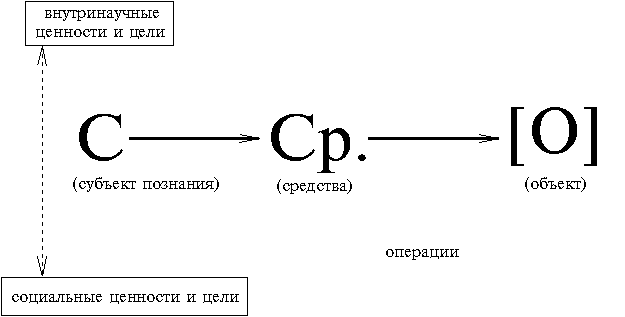 внутринаучные
ценности и цели
С
Ср.
[О]
(субъект познания)
(средства)
(объект)
операции
социальные ценности и цели